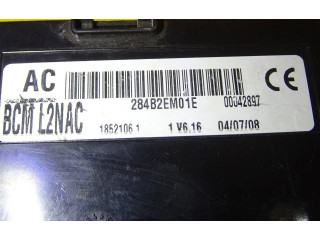 AC
284B2EM01E 00042897
BCM L2NAC
1852106.1 1 V6.16 04/07/08
CE